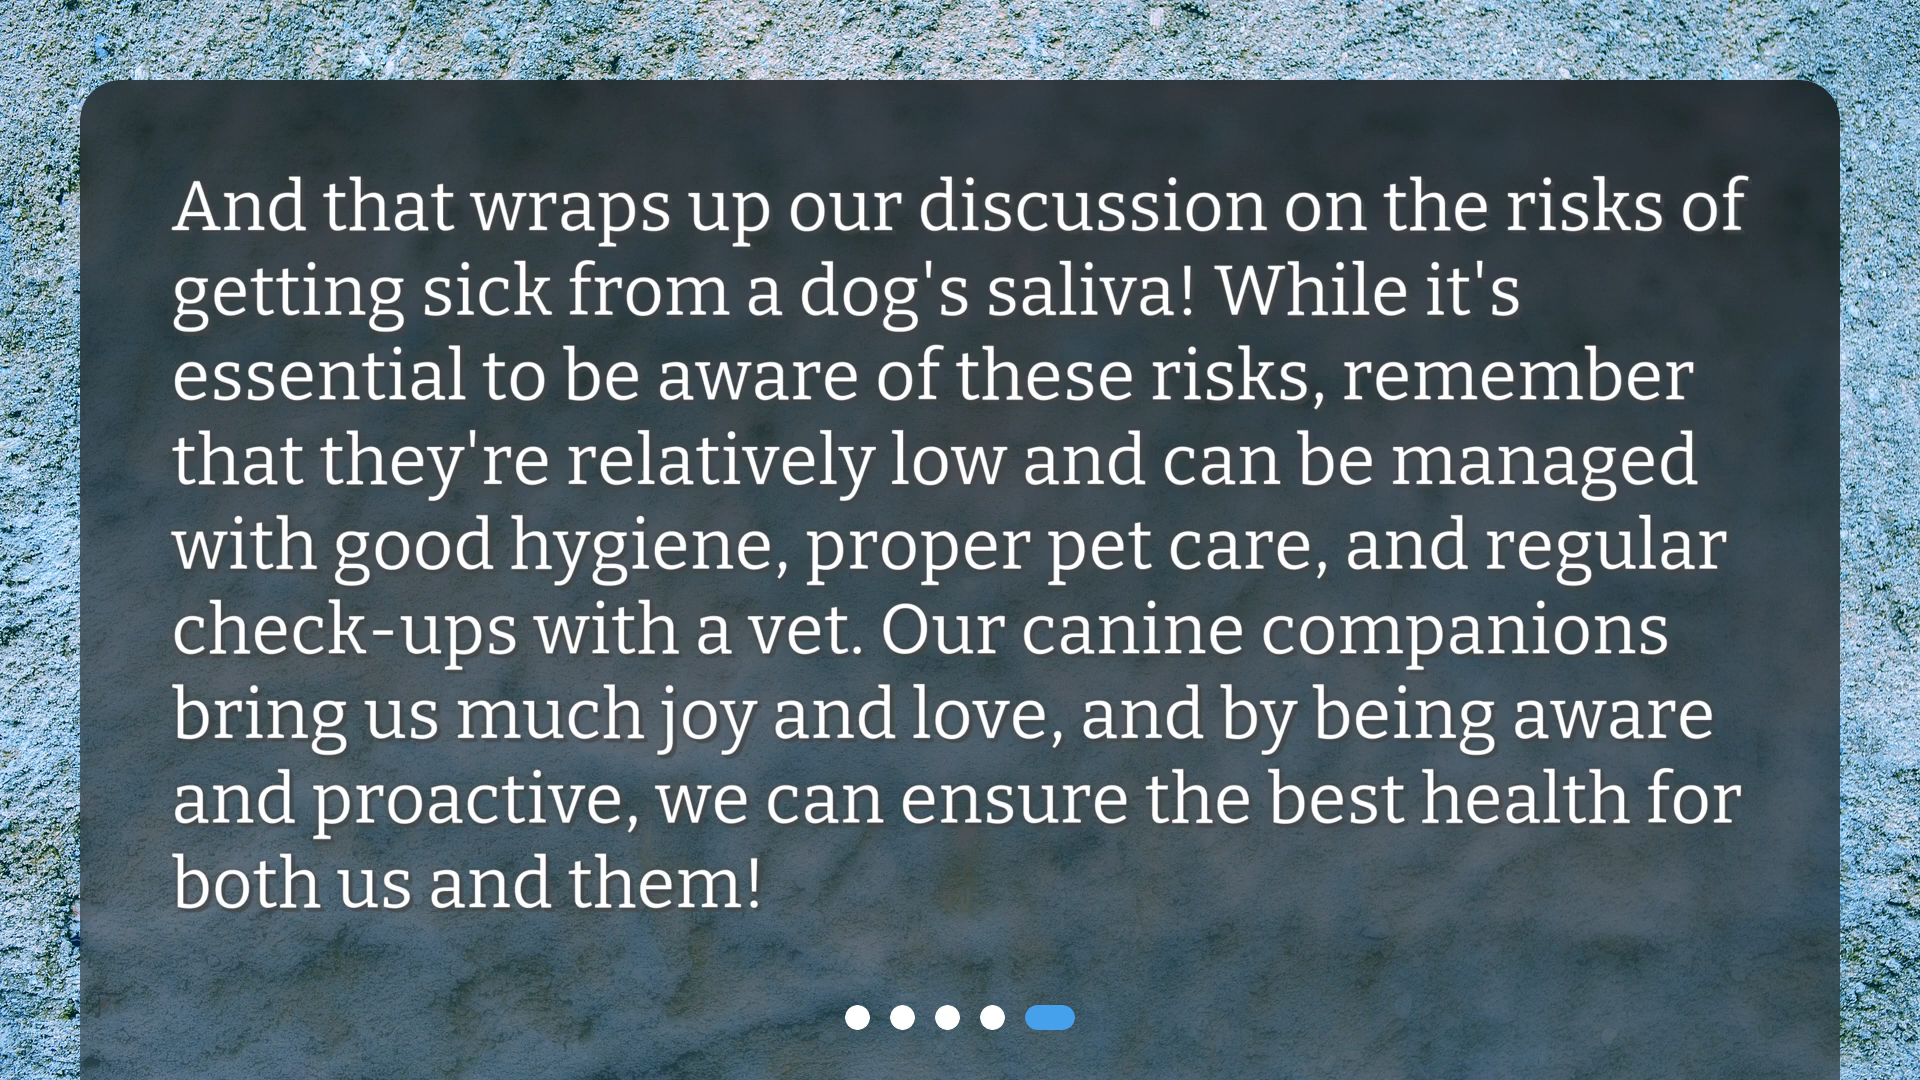 And that wraps up our discussion on the risks of
getting sick from a dog's saliva! While it's
essential to be aware of these risks, remember
that they're relatively low and can be managed
with good hygiene, proper pet care, and regular
check-ups with a vet. Our canine companions
bring us much joy and love, and by being aware
and proactive, we can ensure the best health for
both us and them!